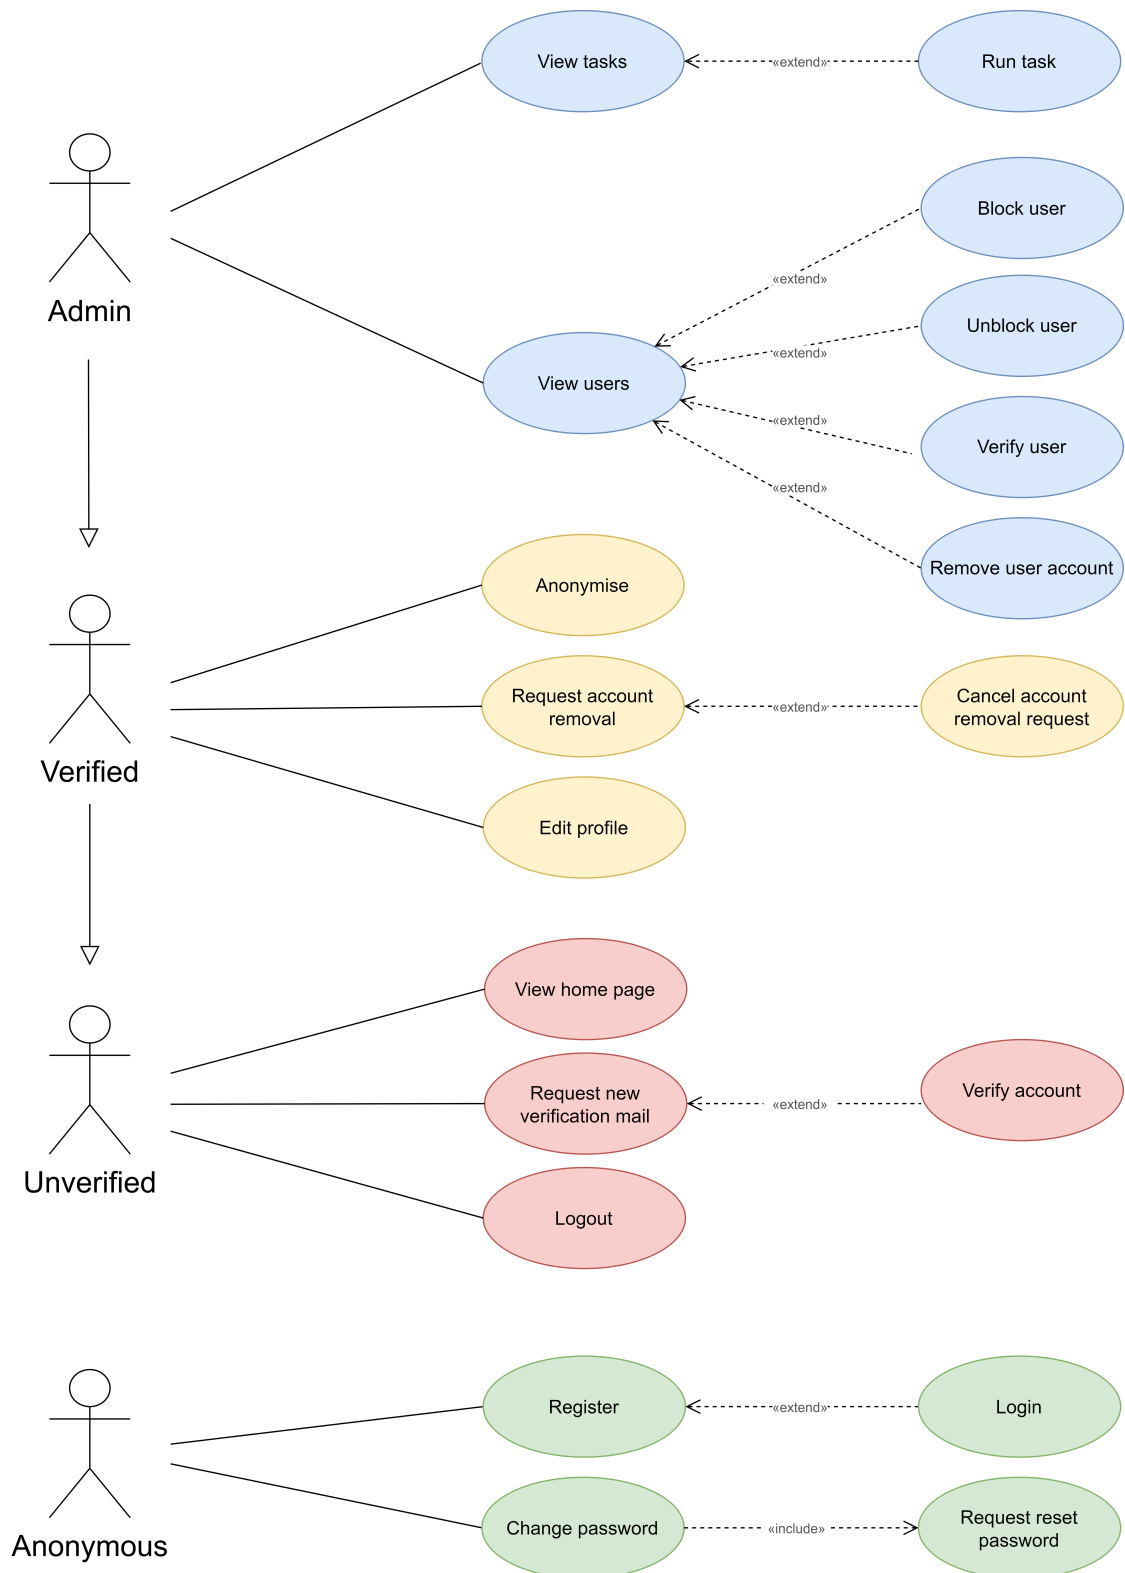 View tasks
«extend»
Run task
Admin
Block user
«extend»
Unblock user
«extend»
View users
«extend»
Verify user
«extend»
Remove user account
Verified
Anonymise
Request account
removal
«extend»
Cancel account
removal request
Edit profile
Unverified
View home page
Request new
verification mail
«extend»
Verify account
Logout
Anonymous
Register
«extend»
Login
Change password
«include»
Request reset
password